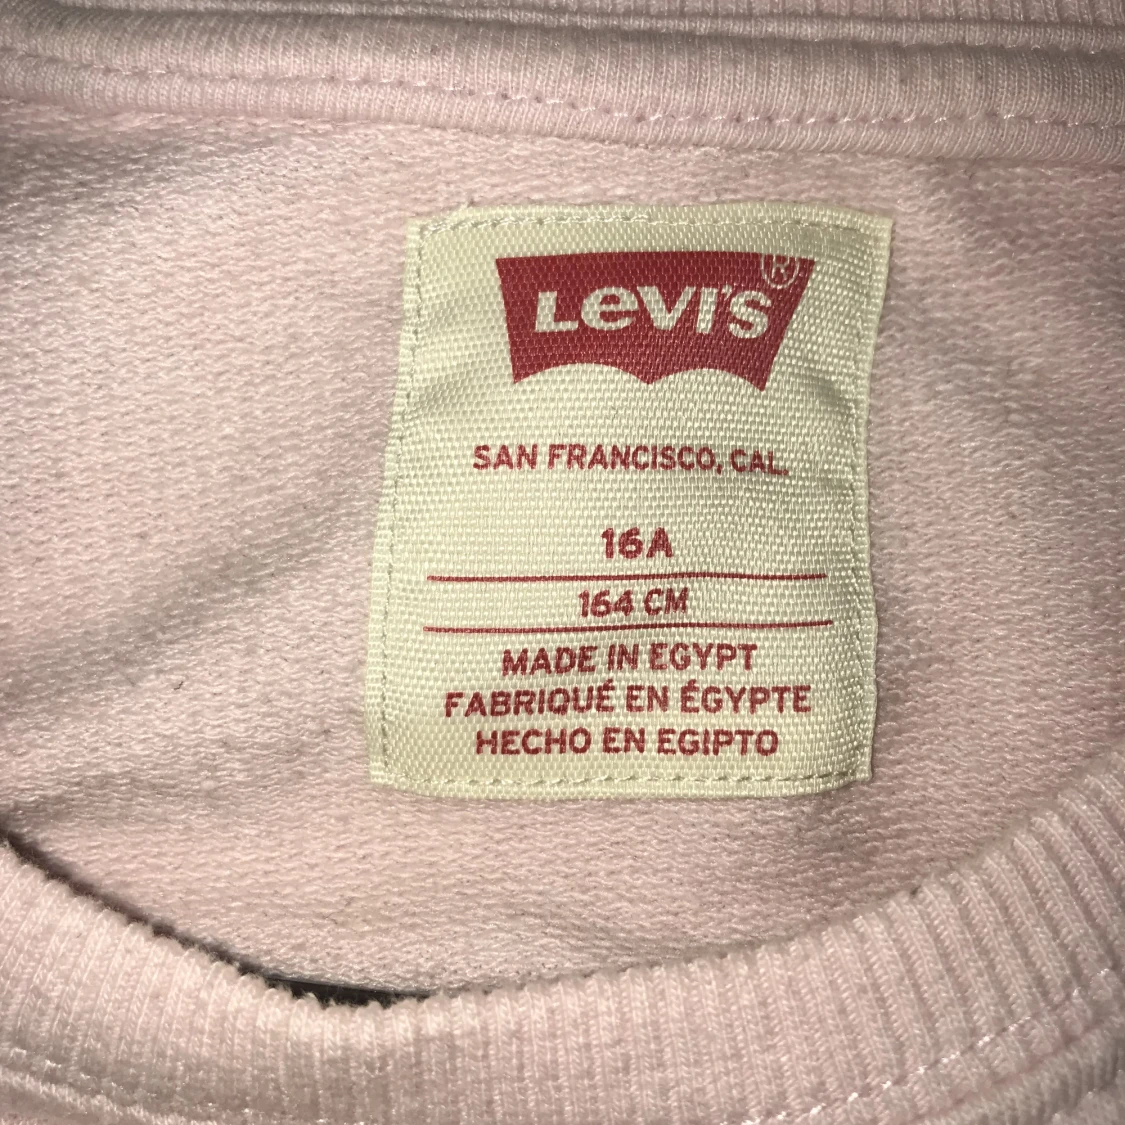 Levi's®
SAN FRANCISCO, CAL.
16A
164 CM
MADE IN EGYPT
FABRIQUÉ EN ÉGYPTE
HECHO EN EGIPTO